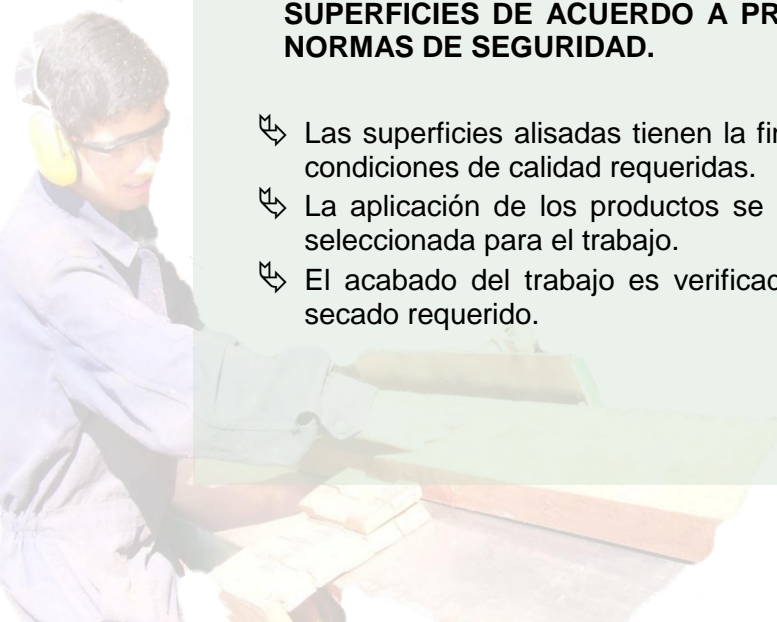 SUPERFICIES DE ACUERDO A PR
NORMAS DE SEGURIDAD.
Las superficies alisadas tienen la fin
condiciones de calidad requeridas.
La aplicación de los productos se
seleccionada para el trabajo.
El acabado del trabajo es verificad
secado requerido.